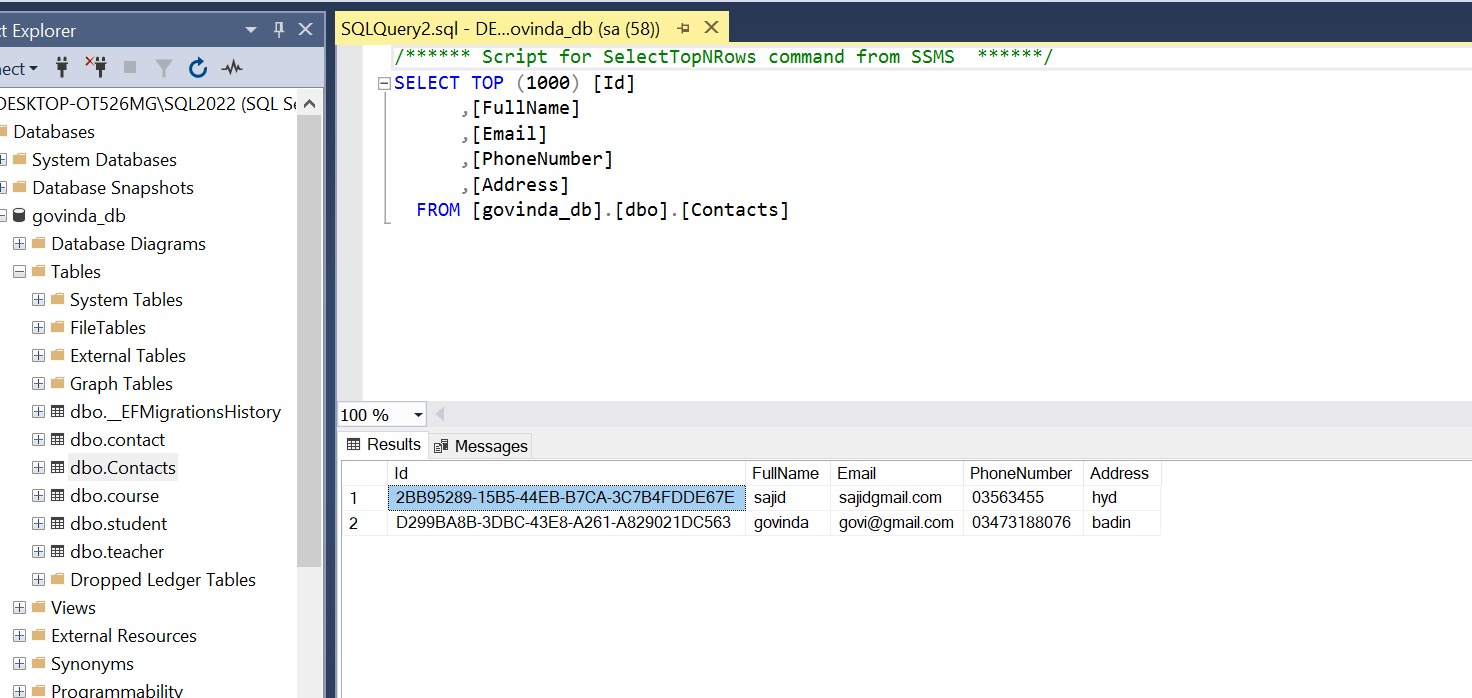 ct Explorer
ect
DESKTOP-OT526MG\SQL2022 (SQL Se
Databases
System Databases
Database Snapshots
govinda_db
Database Diagrams
Tables
System Tables
FileTables
External Tables
Graph Tables
dbo.__EFMigrationsHistory
dbo.contact
dbo.Contacts
dbo.course
dbo.student
dbo.teacher
Dropped Ledger Tables
Views
External Resources
Synonyms
Programmability
SQLQuery2.sql - DE...ovinda_db (sa (58))
/****** Script for SelectTopNRows command from SSMS  ******/
SELECT TOP (1000) [Id]
,[FullName]
,[Email]
,[PhoneNumber]
,[Address]
FROM [govinda_db].[dbo].[Contacts]
100 %
Results Messages
Id FullName Email PhoneNumber Address
1 2BB95289-15B5-44EB-B7CA-3C7B4FDDE67E sajid sajidgmail.com 03563455 hyd
2 D299BA8B-3DBC-43E8-A261-A829021DC563 govinda govi@gmail.com 03473188076 badin